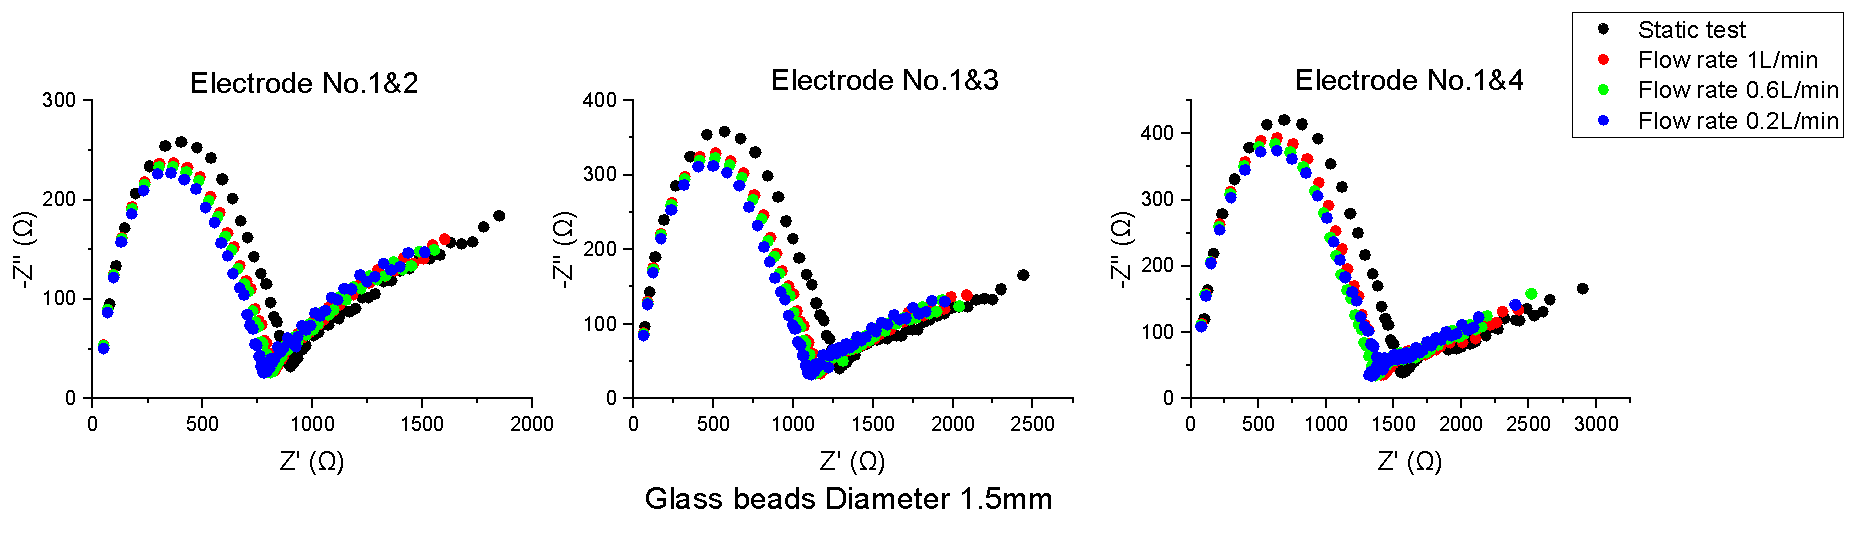 Static test
Flow rate 1L/min
Flow rate 0.6L/min
Flow rate 0.2L/min
Electrode No.1&2
-Z'' (Ω)
300
200
100
0
0 500 1000 1500 2000
Z' (Ω)
Electrode No.1&3
-Z'' (Ω)
400
300
200
100
0
0 500 1000 1500 2000 2500
Z' (Ω)
Electrode No.1&4
-Z'' (Ω)
400
300
200
100
0
0 500 1000 1500 2000 2500 3000
Z' (Ω)
Glass beads Diameter 1.5mm